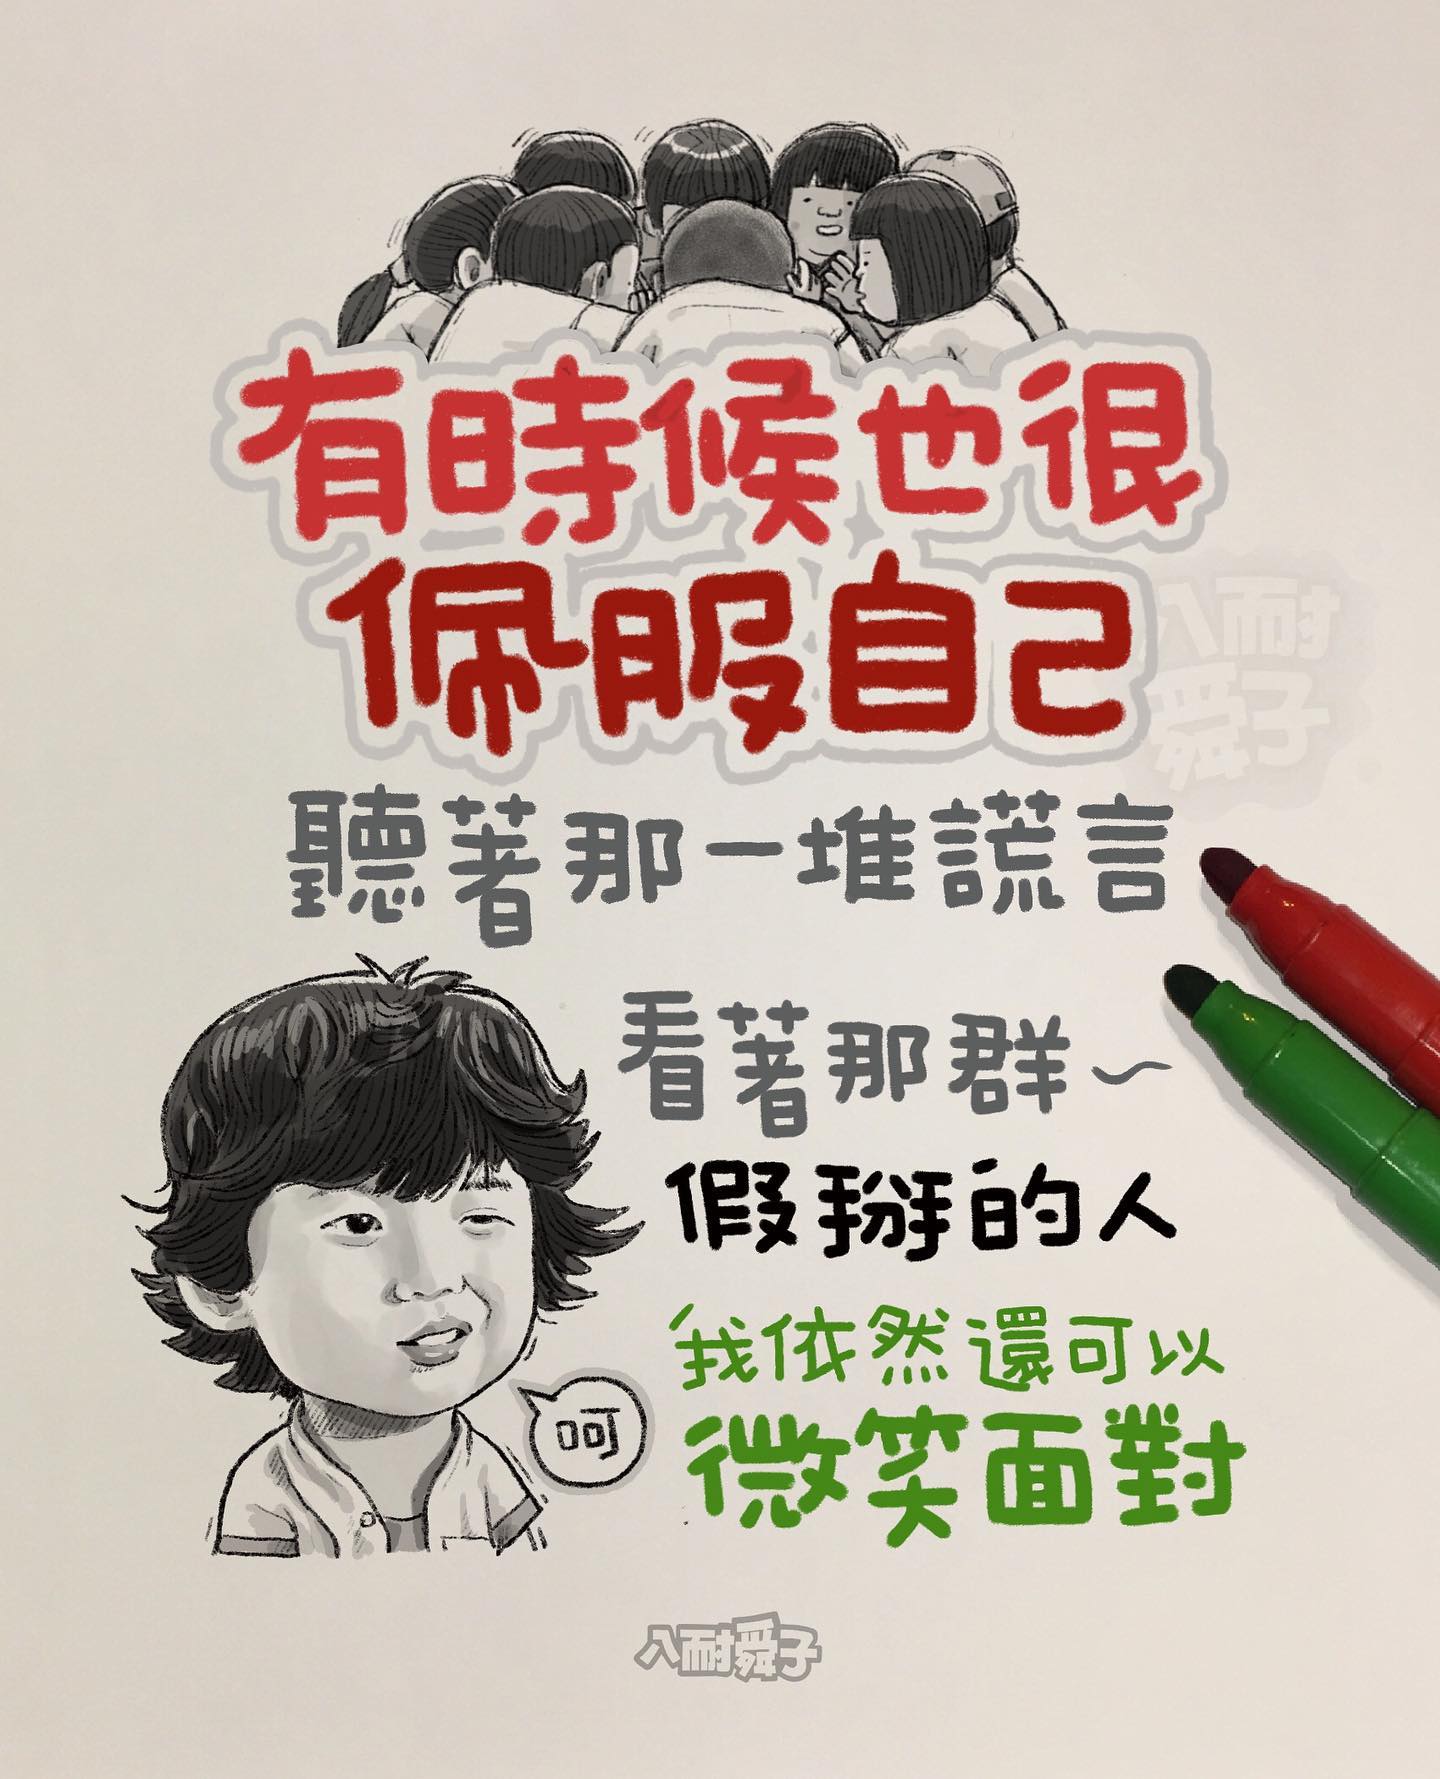 有時候也很
佩服自己
聽著那一堆謊言
看著那群~
假掰的人
我依然還可以
微笑面對
呵
八耐舜子
八耐
舜子